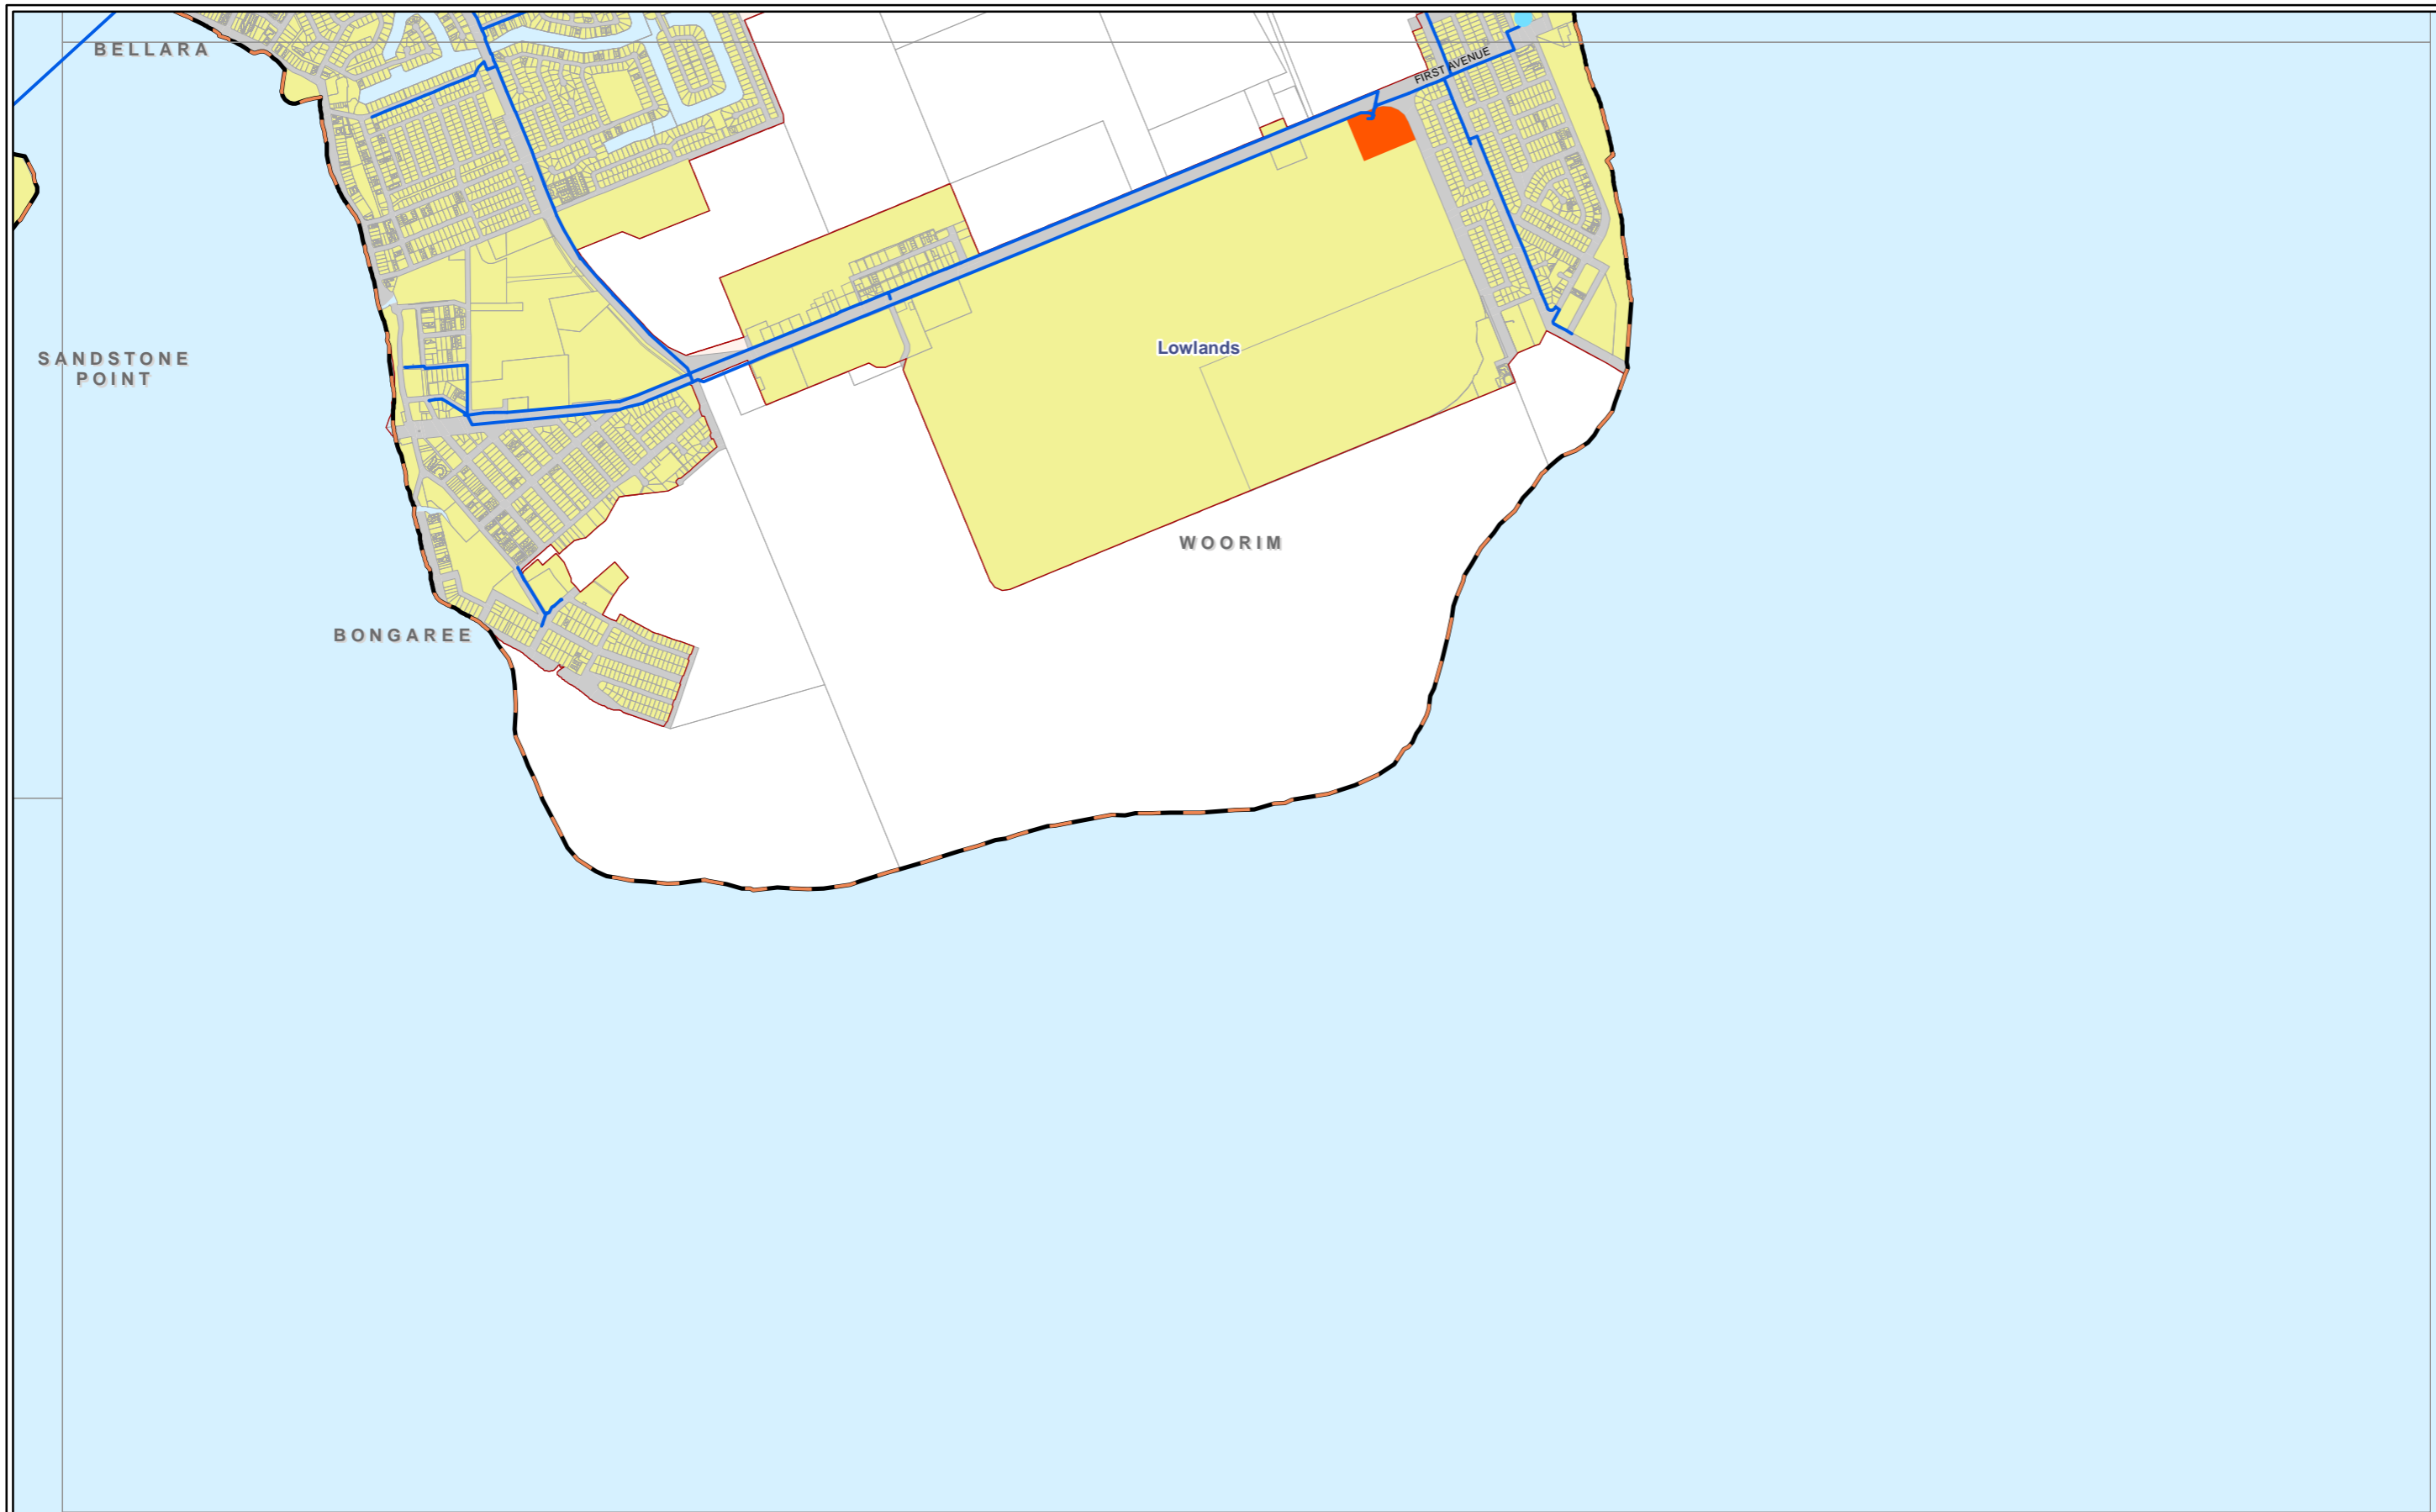 BELLARA
FIRST AVENUE
SANDSTONE
POINT
Lowlands
WOORIM
BONGAREE